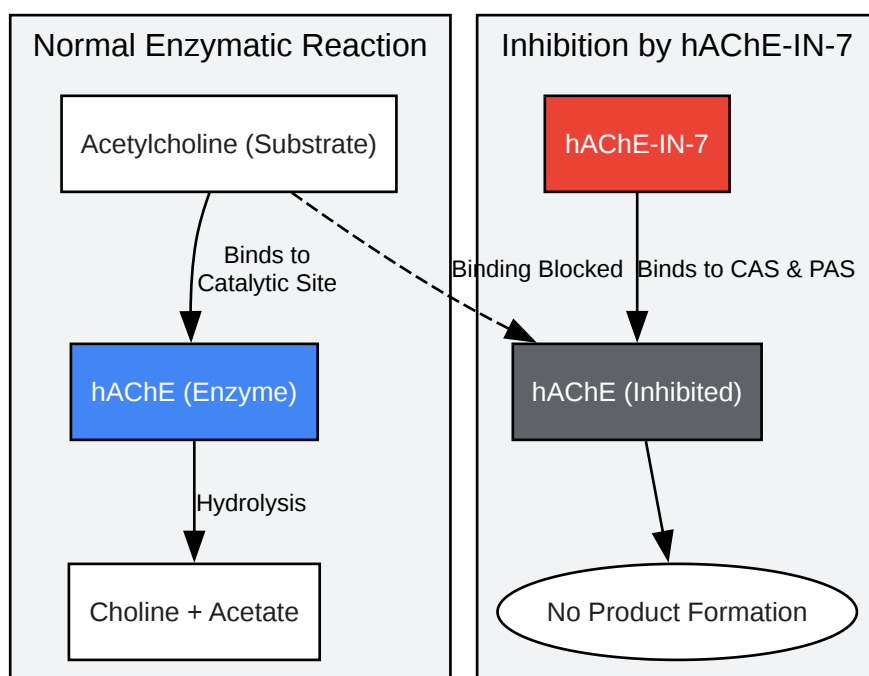 Normal Enzymatic Reaction
Acetylcholine (Substrate)
Binds to
Catalytic Site
hAChE (Enzyme)
Hydrolysis
Choline + Acetate
Inhibition by hAChE-IN-7
hAChE-IN-7
Binding Blocked
Binds to CAS & PAS
hAChE (Inhibited)
No Product Formation